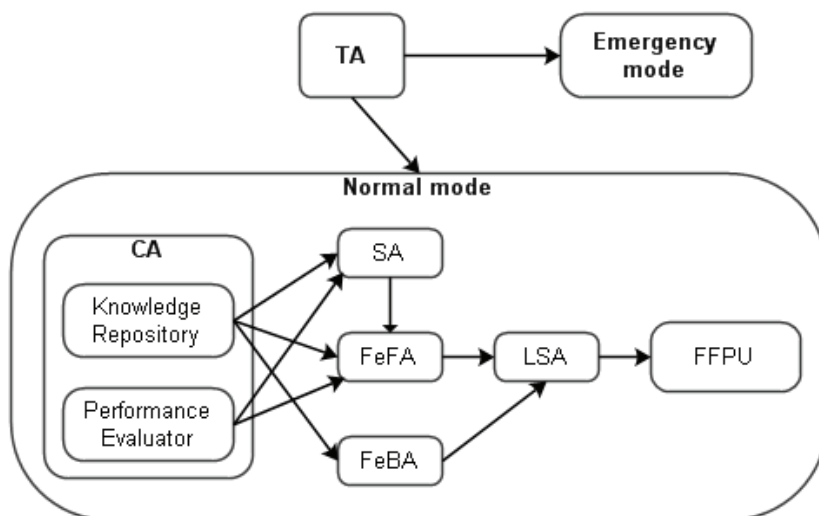 TA
Emergency
mode
Normal mode
CA
Knowledge
Repository
Performance
Evaluator
SA
FeFA
FeBA
LSA
FFPU